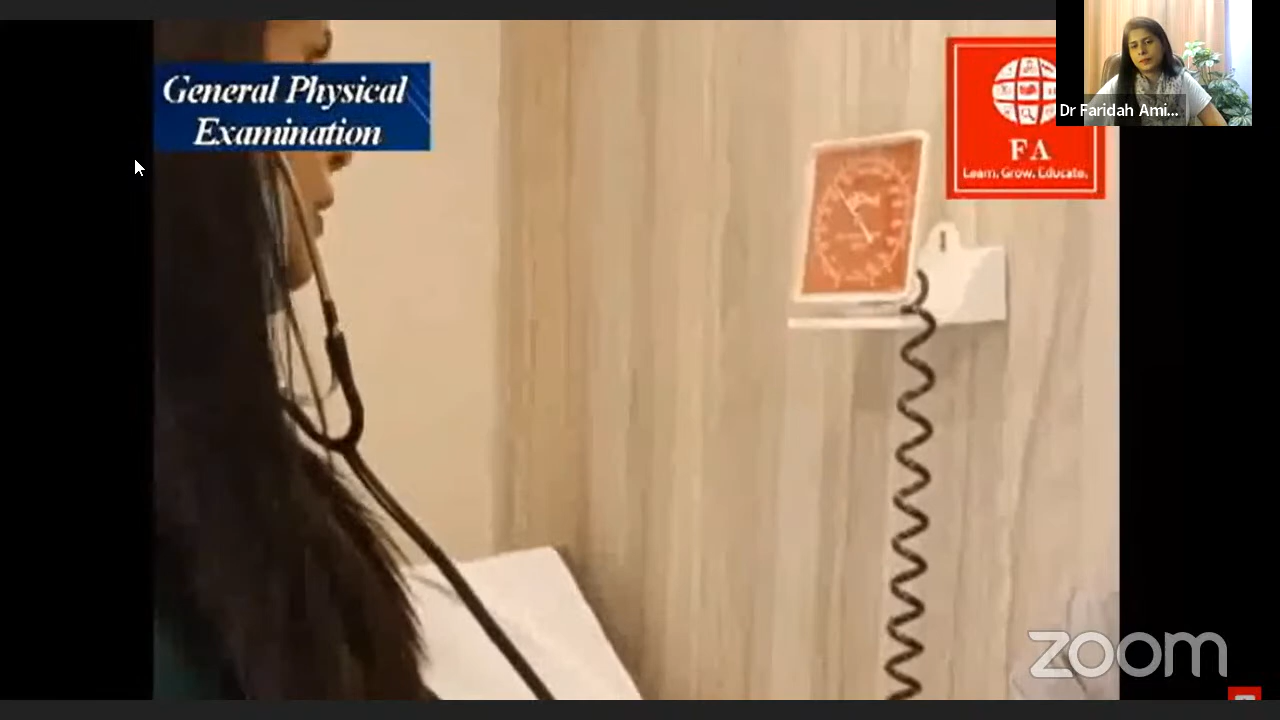 General Physical
Examination
FA
Learn. Grow. Educate.
Dr Faridah Ami...
zoom